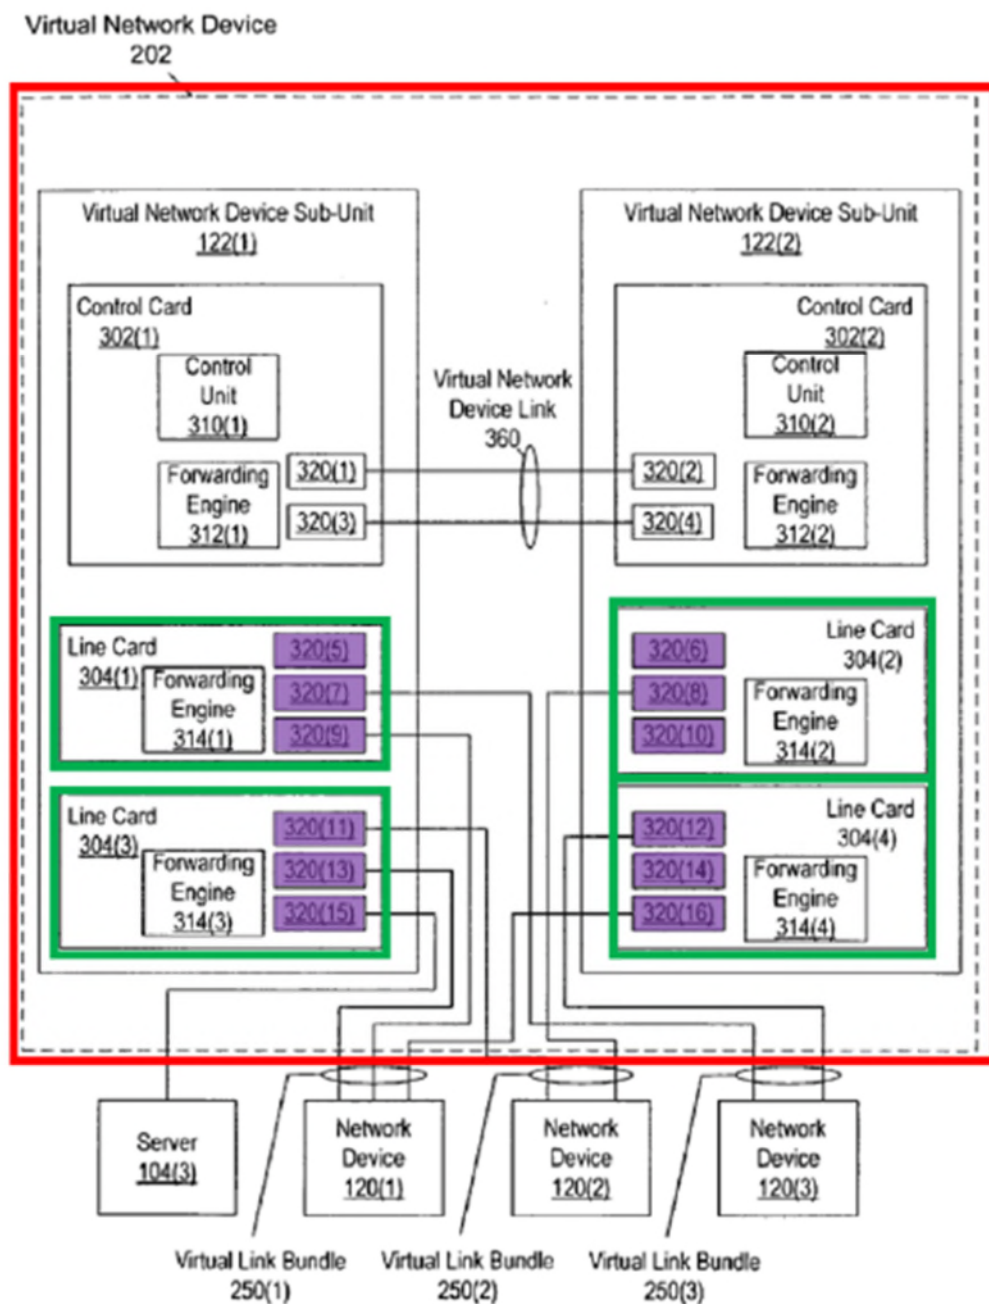 Virtual Network Device
202
Virtual Network Device Sub-Unit
122(1)
Control Card
302(1)
Control
Unit
310(1)
Forwarding
Engine
312(1)
320(1)
320(3)
Virtual Network
Device Link
360
Virtual Network Device Sub-Unit
122(2)
Control Card
302(2)
Control
Unit
310(2)
320(2)
320(4)
Forwarding
Engine
312(2)
Line Card
304(1)
Forwarding
Engine
314(1)
320(5)
320(7)
320(9)
320(6)
320(8)
320(10)
Line Card
304(2)
Forwarding
Engine
314(2)
Line Card
304(3)
Forwarding
Engine
314(3)
320(11)
320(13)
320(15)
320(12)
320(14)
320(16)
Line Card
304(4)
Forwarding
Engine
314(4)
Server
104(3)
Network
Device
120(1)
Network
Device
120(2)
Network
Device
120(3)
Virtual Link Bundle
250(1)
Virtual Link Bundle
250(2)
Virtual Link Bundle
250(3)